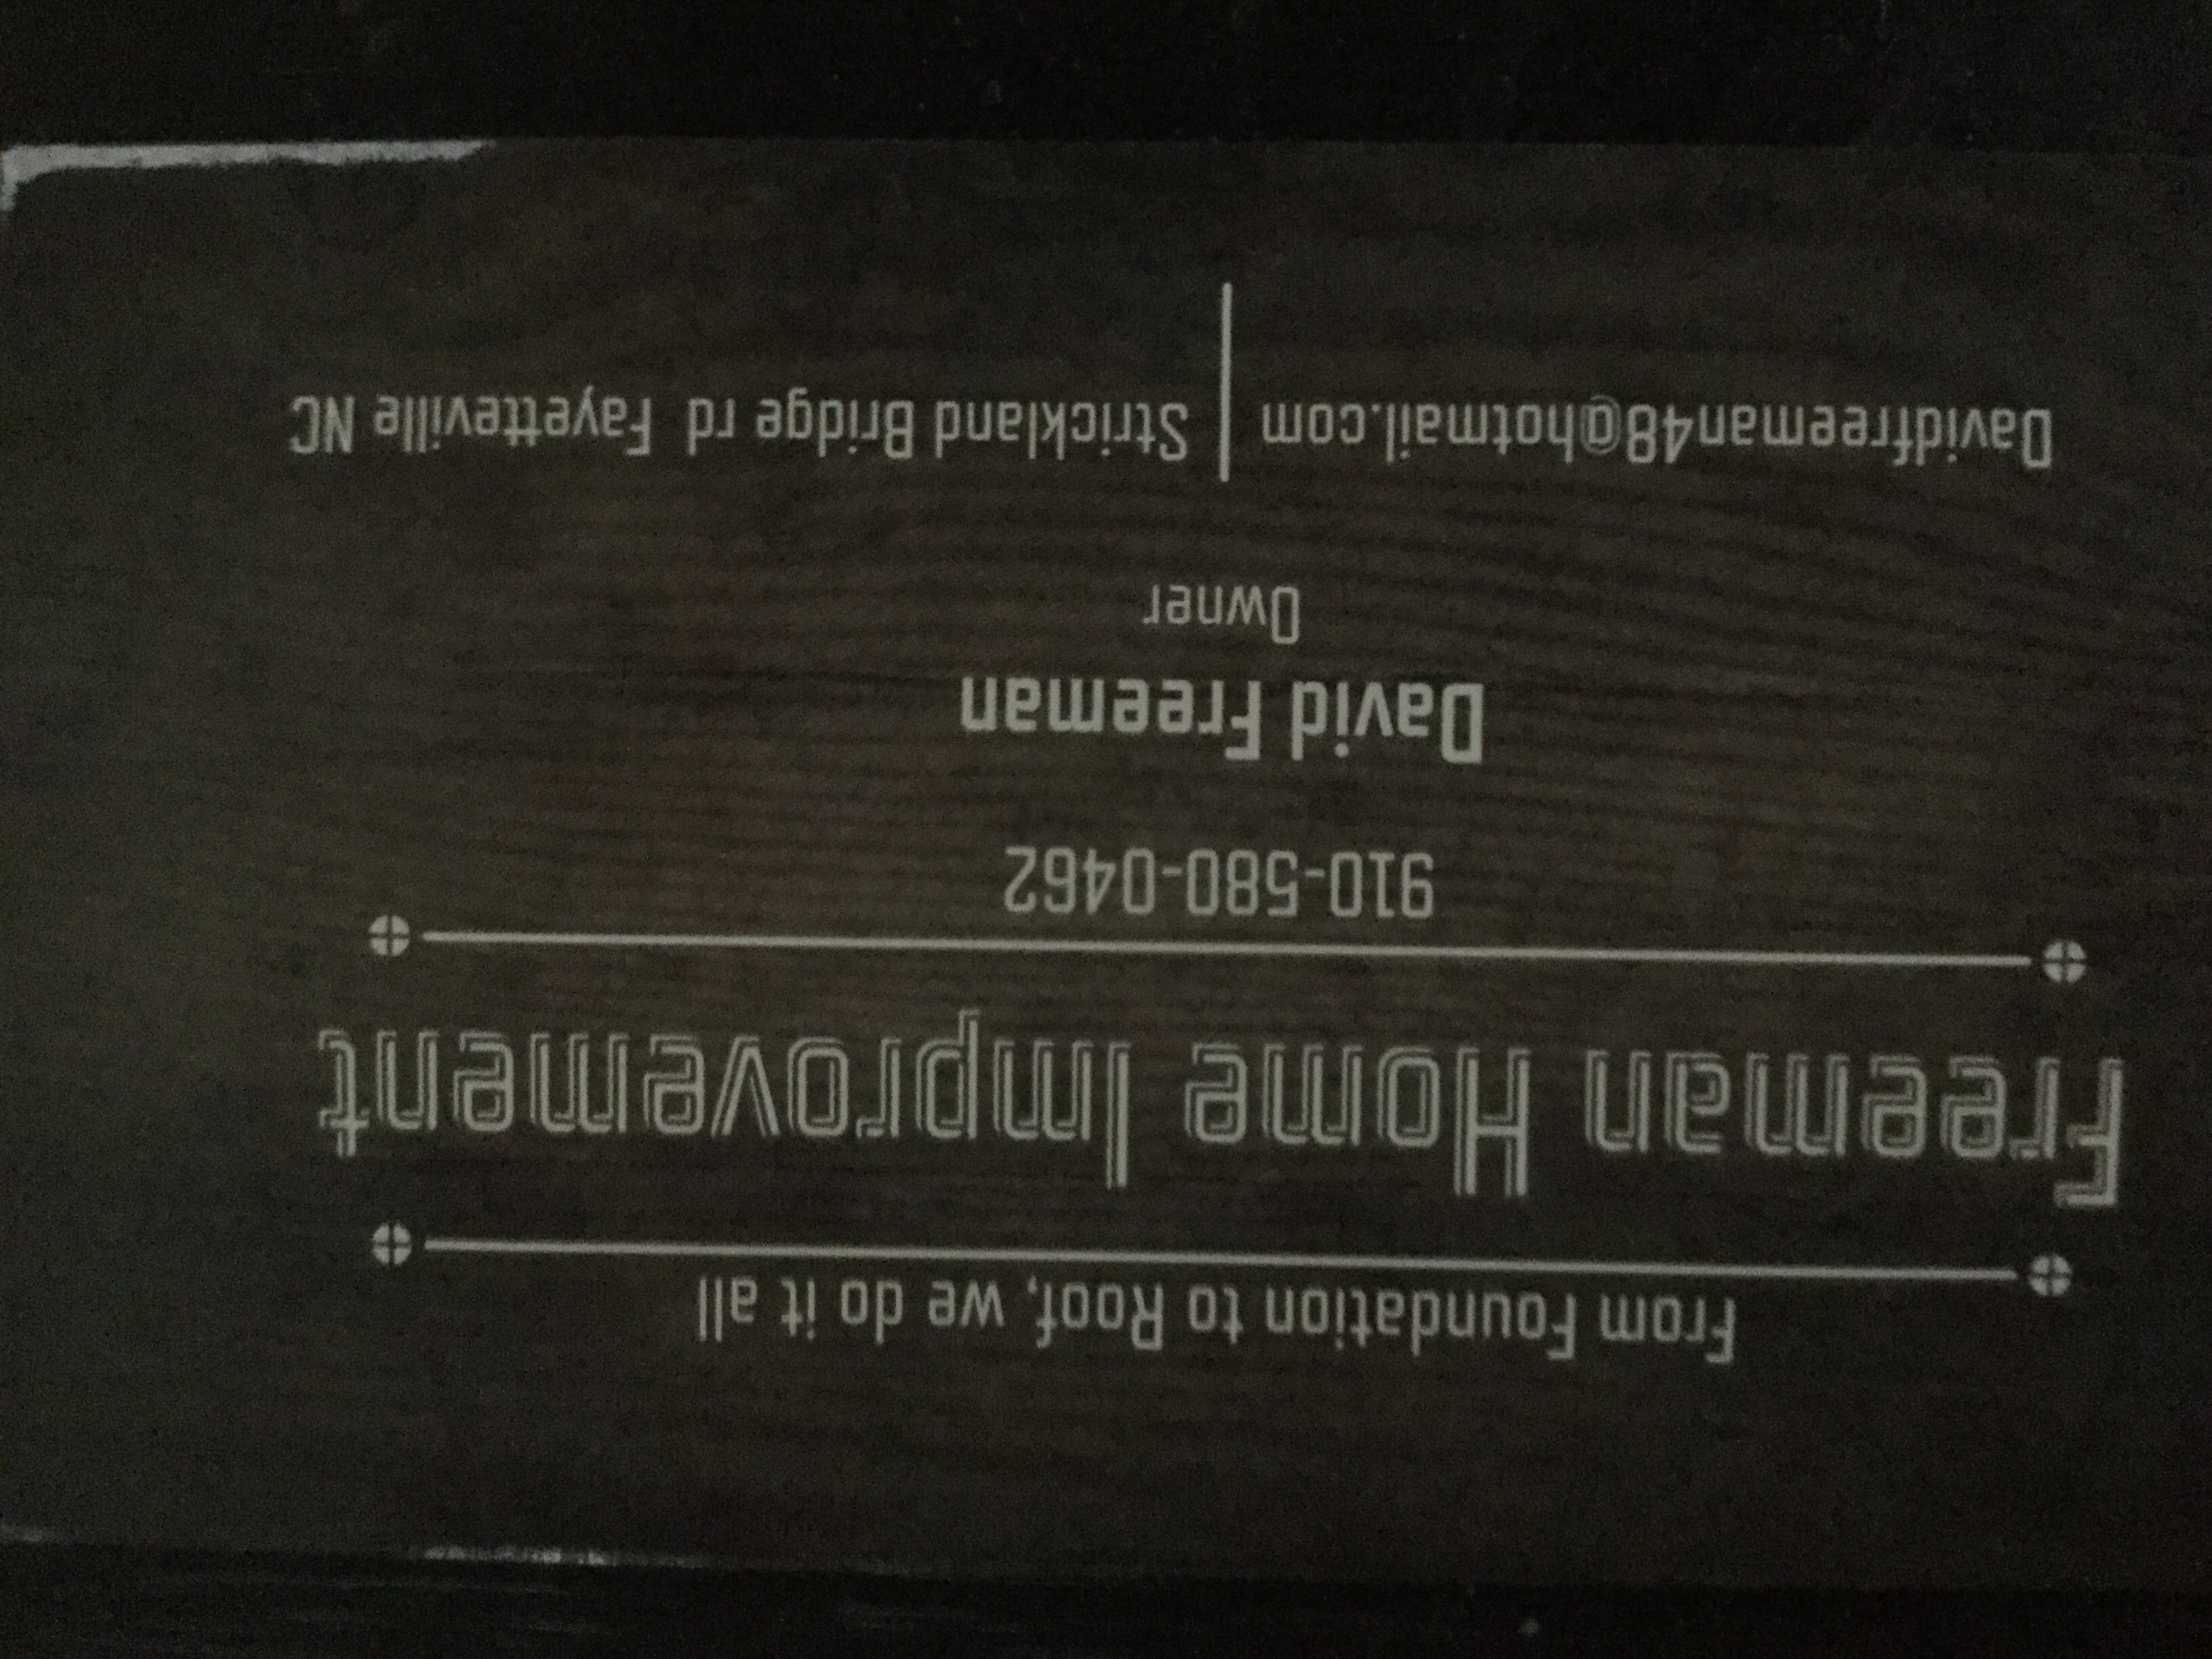 From Foundation to Roof, we do it all
Freeman Home Improvement
910-580-0462
David Freeman
Owner
Davidfreeman48@hotmail.com | Strickland Bridge rd Fayetteville NC